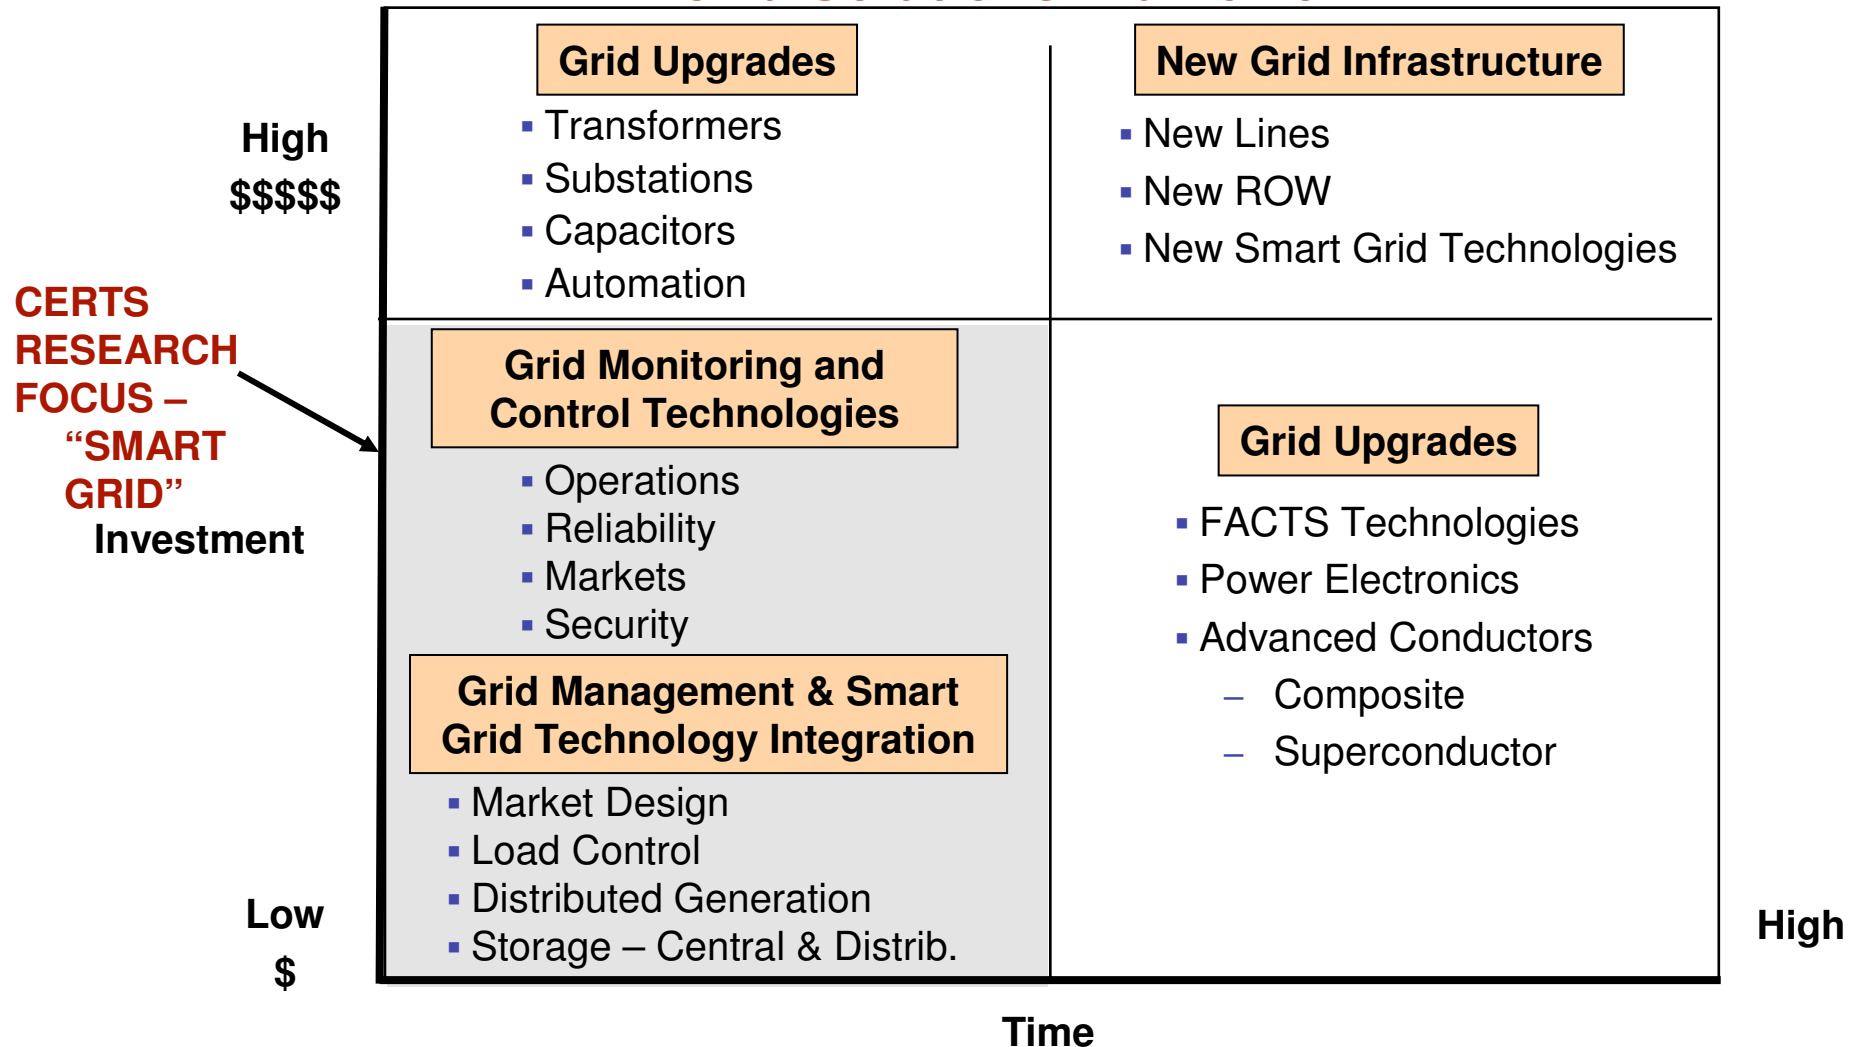 Grid Upgrades
Transformers
Substations
Capacitors
Automation
New Grid Infrastructure
New Lines
New ROW
New Smart Grid Technologies
High
$$$$$
CERTS
RESEARCH
FOCUS –
“SMART
GRID”
Investment
Low
$
Grid Monitoring and
Control Technologies
Operations
Reliability
Markets
Security
Grid Management & Smart
Grid Technology Integration
Market Design
Load Control
Distributed Generation
Storage – Central & Distrib.
Grid Upgrades
FACTS Technologies
Power Electronics
Advanced Conductors
– Composite
– Superconductor
High
Time